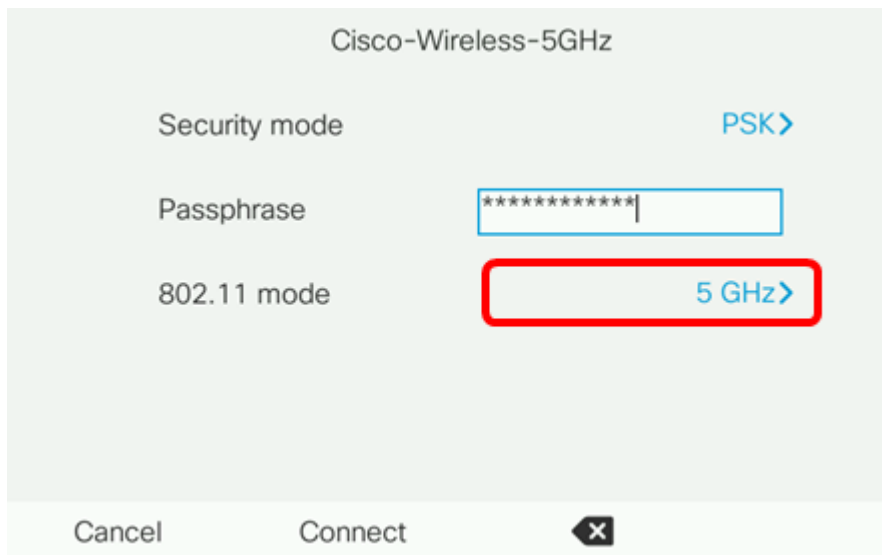 Cisco-Wireless-5GHz
Security mode PSK>
Passphrase ************
802.11 mode 5 GHz>
Cancel Connect